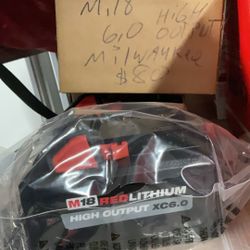 M18 High
6.0 OUTPUT
Milwaukee
$80
M18 REDLITHIUM
HIGH OUTPUT XC6.0